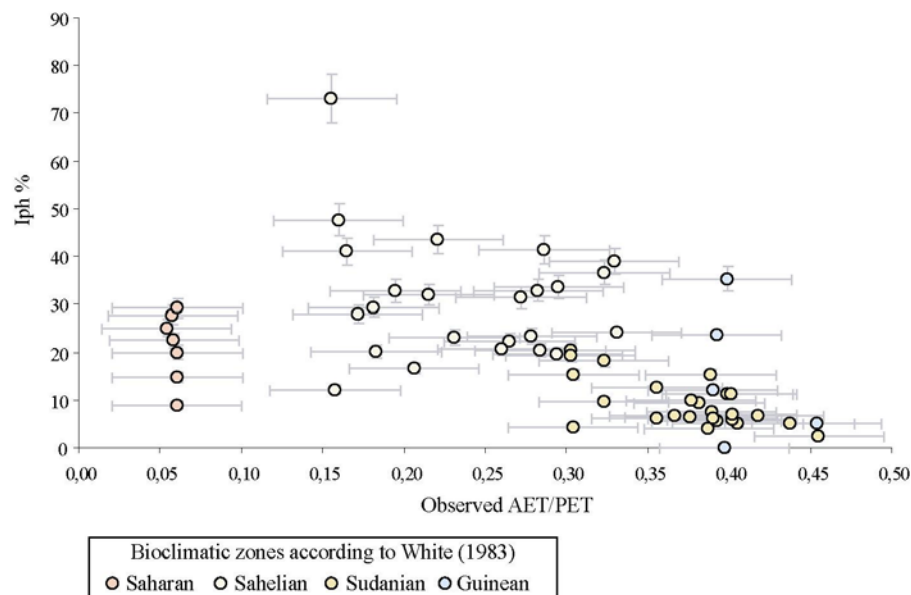 90
80
70
60
50
40
30
20
10
0
Iph %
0,00 0,05 0,10 0,15 0,20 0,25 0,30 0,35 0,40 0,45 0,50
Observed AET/PET
Bioclimatic zones according to White (1983)
Saharan Sahelian Sudanian Guinean